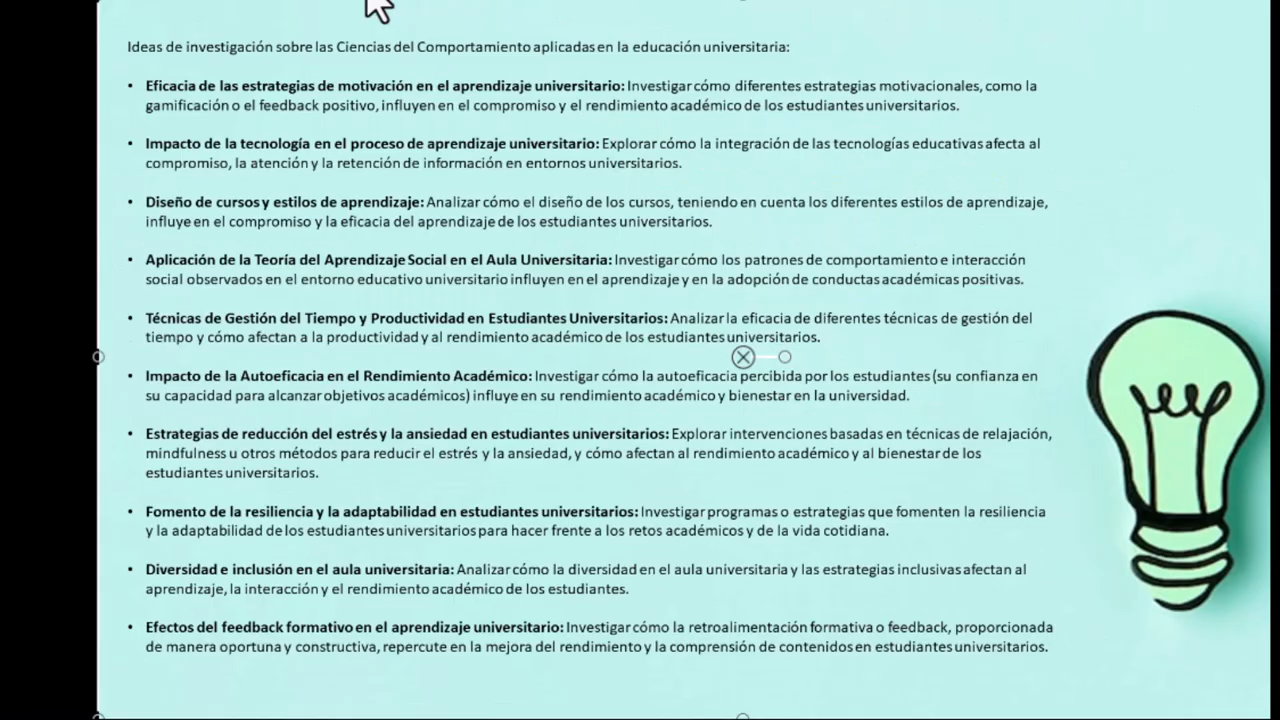 Ideas de investigación sobre las Ciencias del Comportamiento aplicadas en la educación universitaria:
• Eficacia de las estrategias de motivación en el aprendizaje universitario: Investigar cómo diferentes estrategias motivacionales, como la
gamificación o el feedback positivo, influyen en el compromiso y el rendimiento académico de los estudiantes universitarios.
• Impacto de la tecnología en el proceso de aprendizaje universitario: Explorar cómo la integración de las tecnologías educativas afecta al
compromiso, la atención y la retención de información en entornos universitarios.
• Diseño de cursos y estilos de aprendizaje: Analizar cómo el diseño de los cursos, teniendo en cuenta los diferentes estilos de aprendizaje,
influye en el compromiso y la eficacia del aprendizaje de los estudiantes universitarios.
• Aplicación de la Teoría del Aprendizaje Social en el Aula Universitaria: Investigar cómo los patrones de comportamiento e interacción
social observados en el entorno educativo universitario influyen en el aprendizaje y en la adopción de conductas académicas positivas.
• Técnicas de Gestión del Tiempo y Productividad en Estudiantes Universitarios: Analizar la eficacia de diferentes técnicas de gestión del
tiempo y cómo afectan a la productividad y al rendimiento académico de los estudiantes universitarios.
• Impacto de la Autoeficacia en el Rendimiento Académico: Investigar cómo la autoeficacia percibida por los estudiantes (su confianza en
su capacidad para alcanzar objetivos académicos) influye en su rendimiento académico y bienestar en la universidad.
• Estrategias de reducción del estrés y la ansiedad en estudiantes universitarios: Explorar intervenciones basadas en técnicas de relajación,
mindfulness u otros métodos para reducir el estrés y la ansiedad, y cómo afectan al rendimiento académico y al bienestar de los
estudiantes universitarios.
• Fomento de la resiliencia y la adaptabilidad en estudiantes universitarios: Investigar programas o estrategias que fomenten la resiliencia
y la adaptabilidad de los estudiantes universitarios para hacer frente a los retos académicos y de la vida cotidiana.
• Diversidad e inclusión en el aula universitaria: Analizar cómo la diversidad en el aula universitaria y las estrategias inclusivas afectan al
aprendizaje, la interacción y el rendimiento académico de los estudiantes.
• Efectos del feedback formativo en el aprendizaje universitario: Investigar cómo la retroalimentación formativa o feedback, proporcionada
de manera oportuna y constructiva, repercute en la mejora del rendimiento y la comprensión de contenidos en estudiantes universitarios.